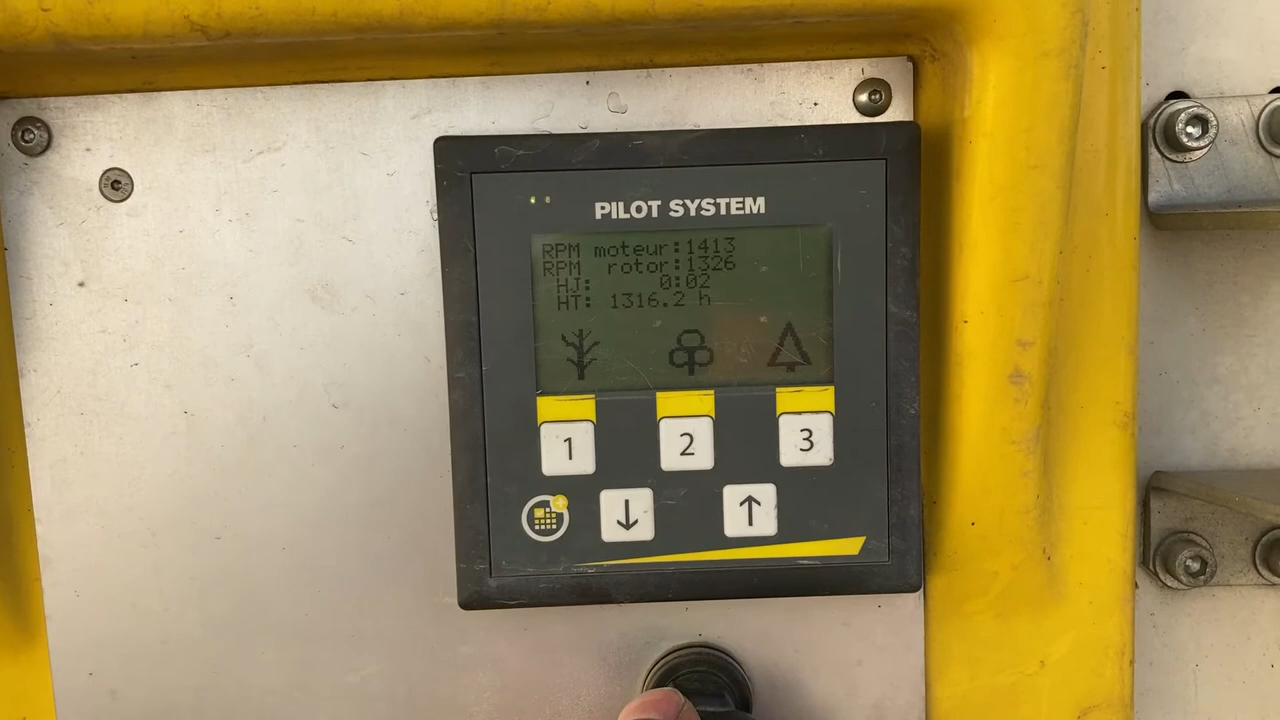 PILOT SYSTEM
RPM moteur:1413
RPM rotor:1326
HJ: 0:02
HT: 1316.2 h
1 2 3
↓ ↑